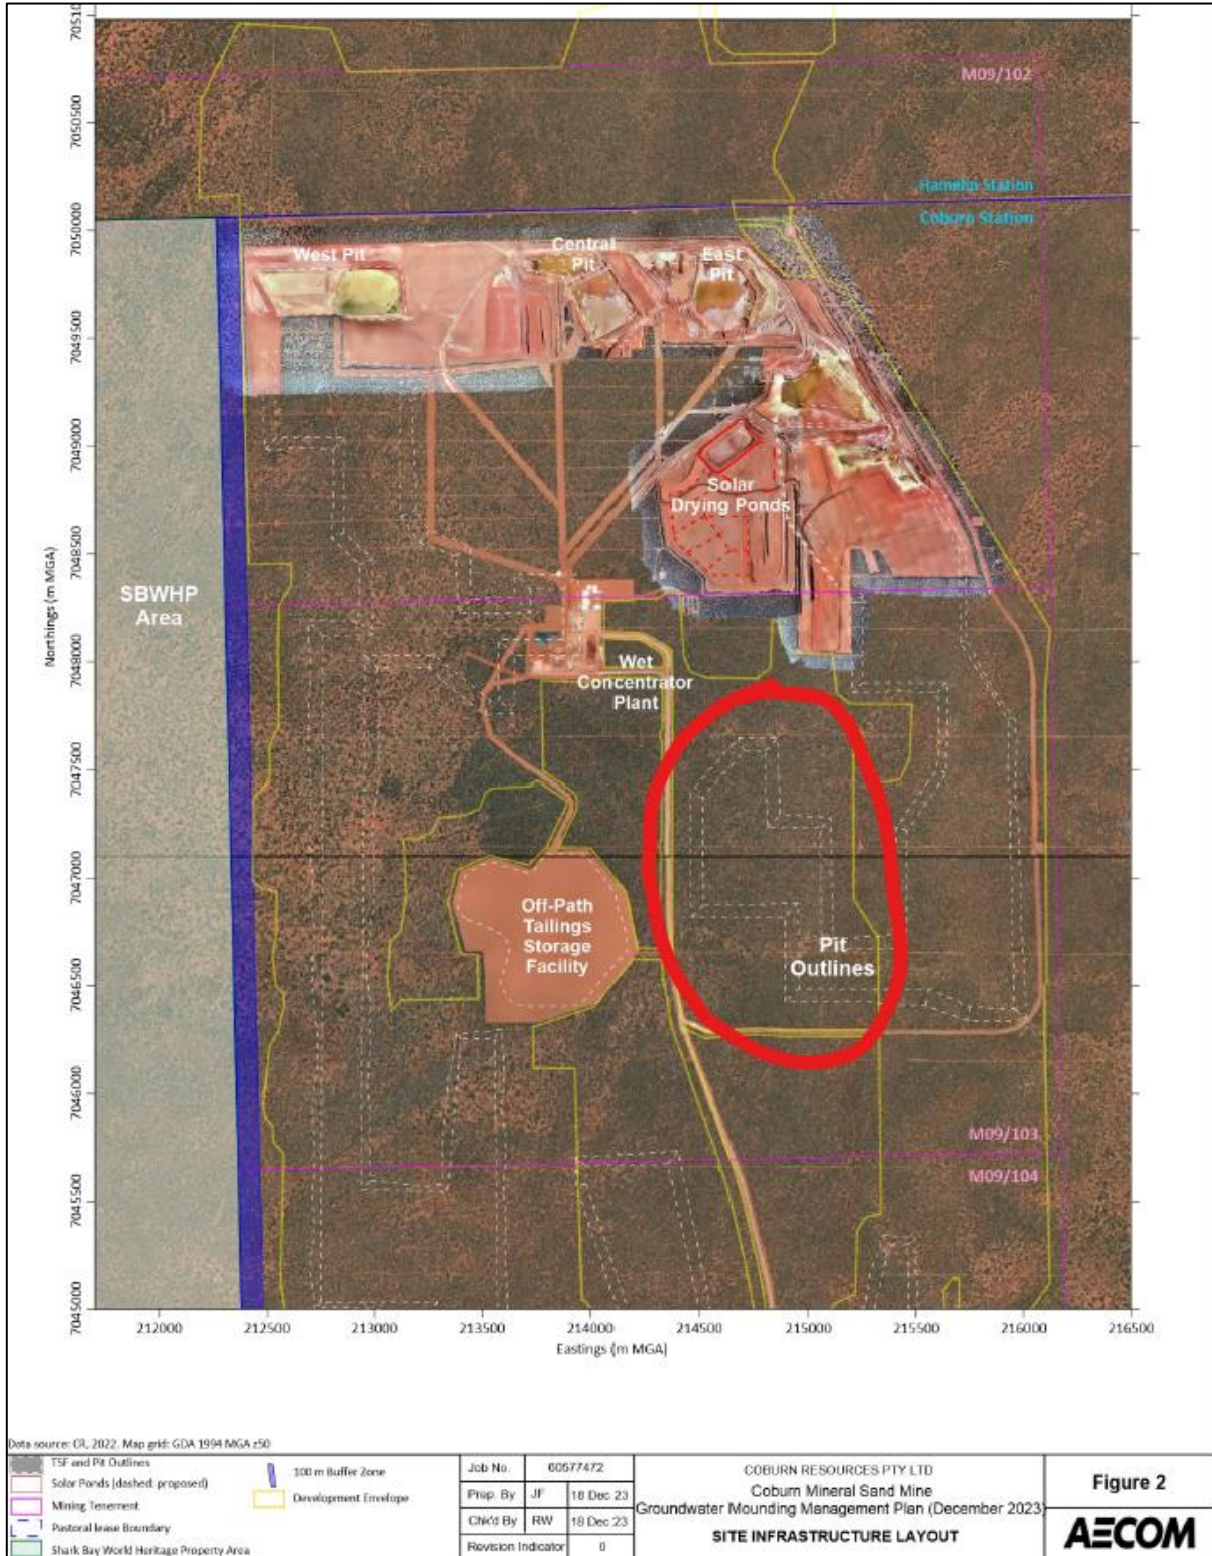 70510
7050500
7050000
7049500
7049000
7048500
7048000
7047500
7047000
7046500
7046000
7045500
7045000
Northings (m MGA)
M09/102
Hamelin Station
Coburn Station
West Pit
Central
Pit
East
Pit
Solar
Drying Ponds
SBWHP
Area
Wet
Concentrator
Plant
Off-Path
Tailings
Storage
Facility
Pit
Outlines
M09/103
M09/104
212000 212500 213000 213500 214000 214500 215000 215500 216000 216500
Eastings (m MGA)
Data source: CR, 2022. Map grid: GDA 1994 MGA z50
TSF and Pit Outlines
Solar Ponds (dashed: proposed)
Mining Tenement
Pastoral lease Boundary
Shark Bay World Heritage Property Area
100 m Buffer Zone
Development Envelope
Job No. 60577472
Prep. By JF 18 Dec 23
Chk'd By RW 18 Dec 23
Revision Indicator 0
COBURN RESOURCES PTY LTD
Coburn Mineral Sand Mine
Groundwater Mounding Management Plan (December 2023)
SITE INFRASTRUCTURE LAYOUT
Figure 2
AECOM